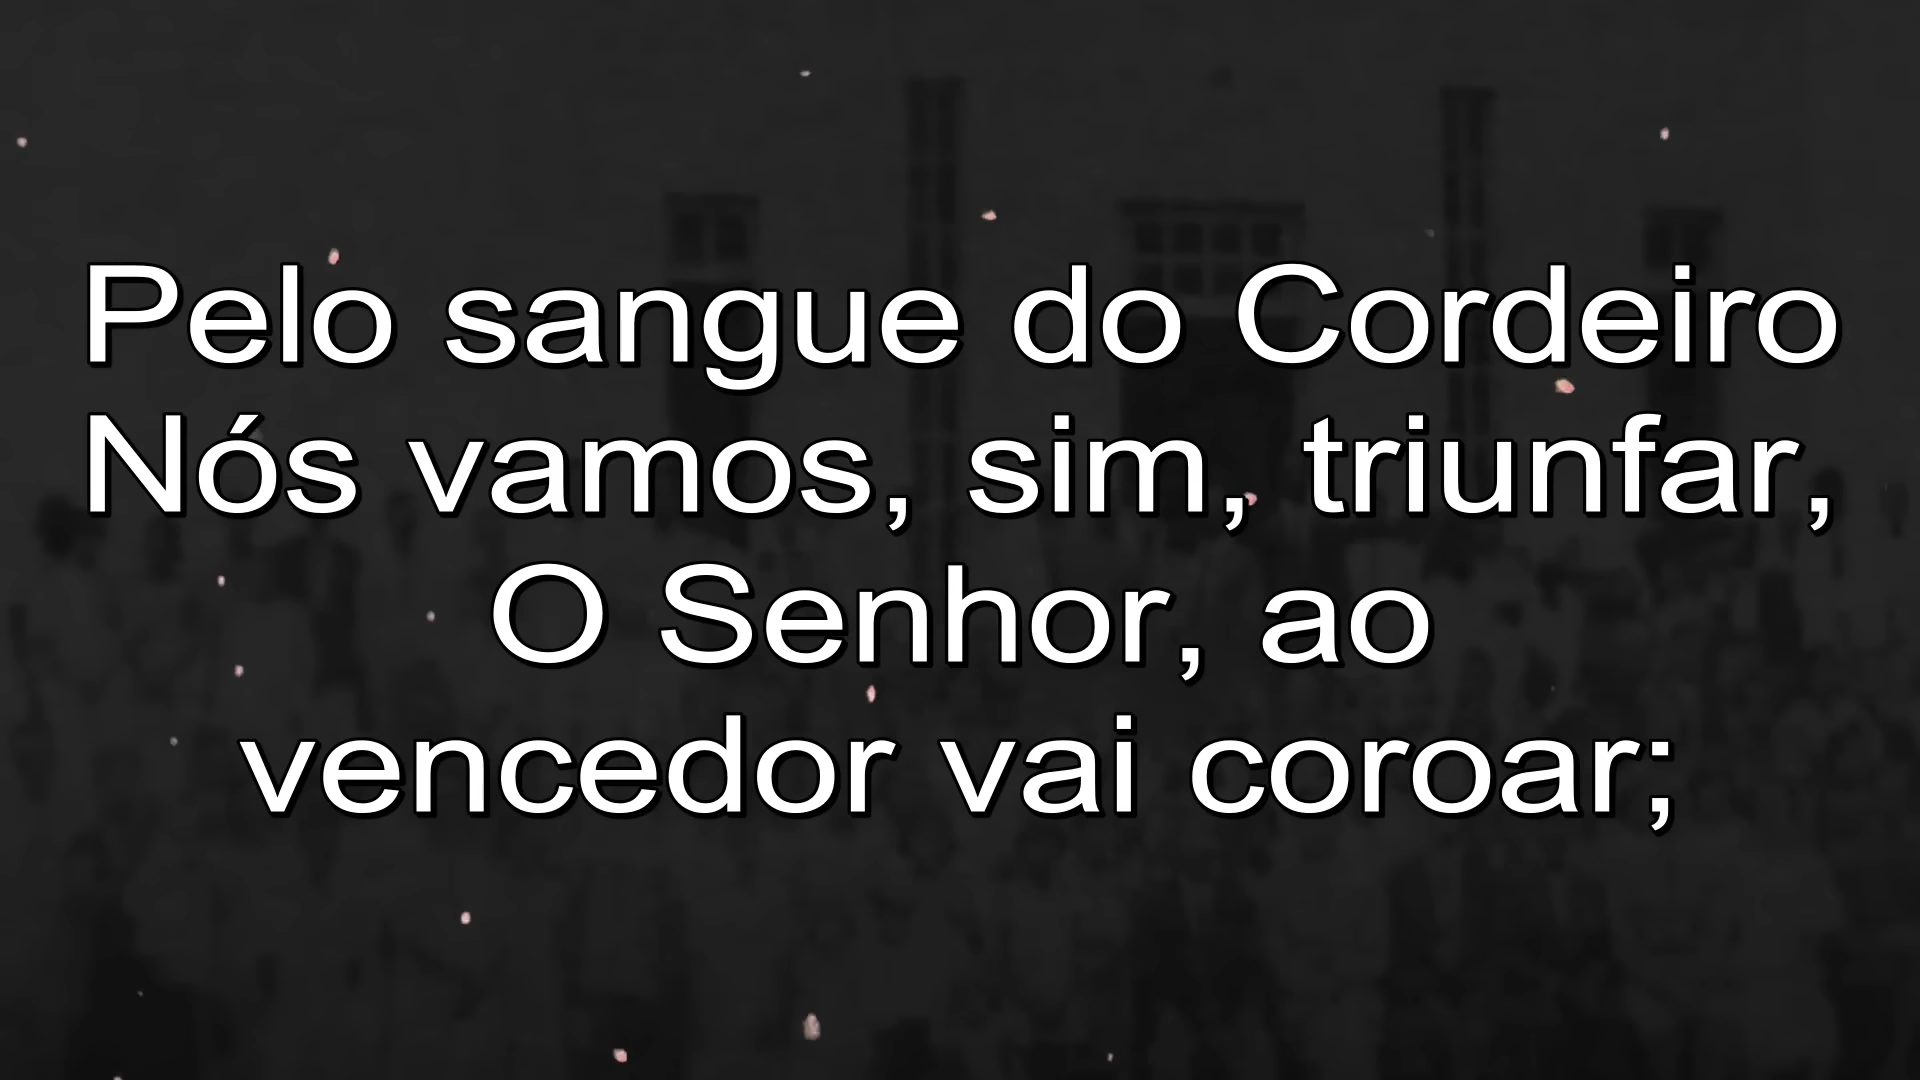 Pelo sangue do Cordeiro
Nós vamos, sim, triunfar,
O Senhor, ao
vencedor vai coroar;